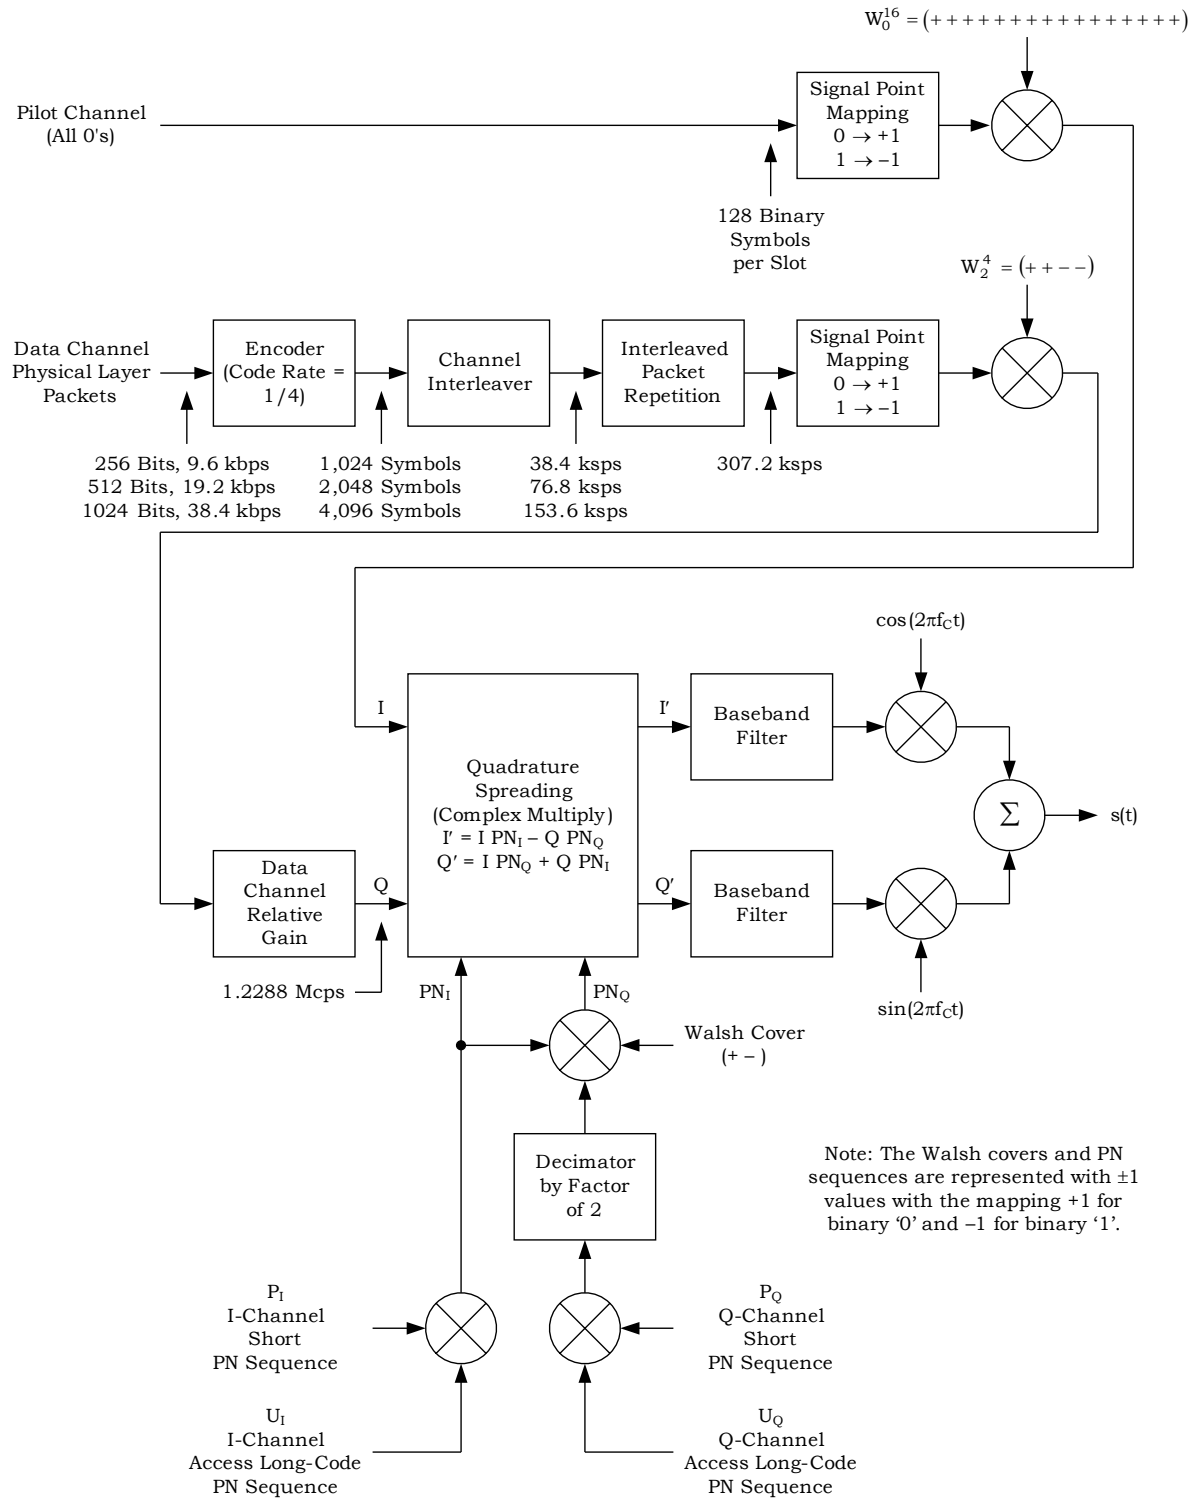 W₀¹⁶ = (+ + + + + + + + + + + + + + + +)
Pilot Channel
(All 0's)
Signal Point
Mapping
0 → +1
1 → –1
128 Binary
Symbols
per Slot
W₂⁴ = (+ + – –)
Data Channel
Physical Layer
Packets
Encoder
(Code Rate =
1/4)
Channel
Interleaver
Interleaved
Packet
Repetition
Signal Point
Mapping
0 → +1
1 → –1
256 Bits, 9.6 kbps
512 Bits, 19.2 kbps
1024 Bits, 38.4 kbps
1,024 Symbols
2,048 Symbols
4,096 Symbols
38.4 ksps
76.8 ksps
153.6 ksps
307.2 ksps
cos(2πf_Ct)
I
Quadrature
Spreading
(Complex Multiply)
I′ = I PN_I – Q PN_Q
Q′ = I PN_Q + Q PN_I
I′
Baseband
Filter
Σ
s(t)
Data
Channel
Relative
Gain
Q
Q′
Baseband
Filter
1.2288 Mcps
PN_I
PN_Q
sin(2πf_Ct)
Walsh Cover
(+ – )
Decimator
by Factor
of 2
Note: The Walsh covers and PN
sequences are represented with ±1
values with the mapping +1 for
binary ‘0’ and –1 for binary ‘1’.
P_I
I-Channel
Short
PN Sequence
P_Q
Q-Channel
Short
PN Sequence
U_I
I-Channel
Access Long-Code
PN Sequence
U_Q
Q-Channel
Access Long-Code
PN Sequence